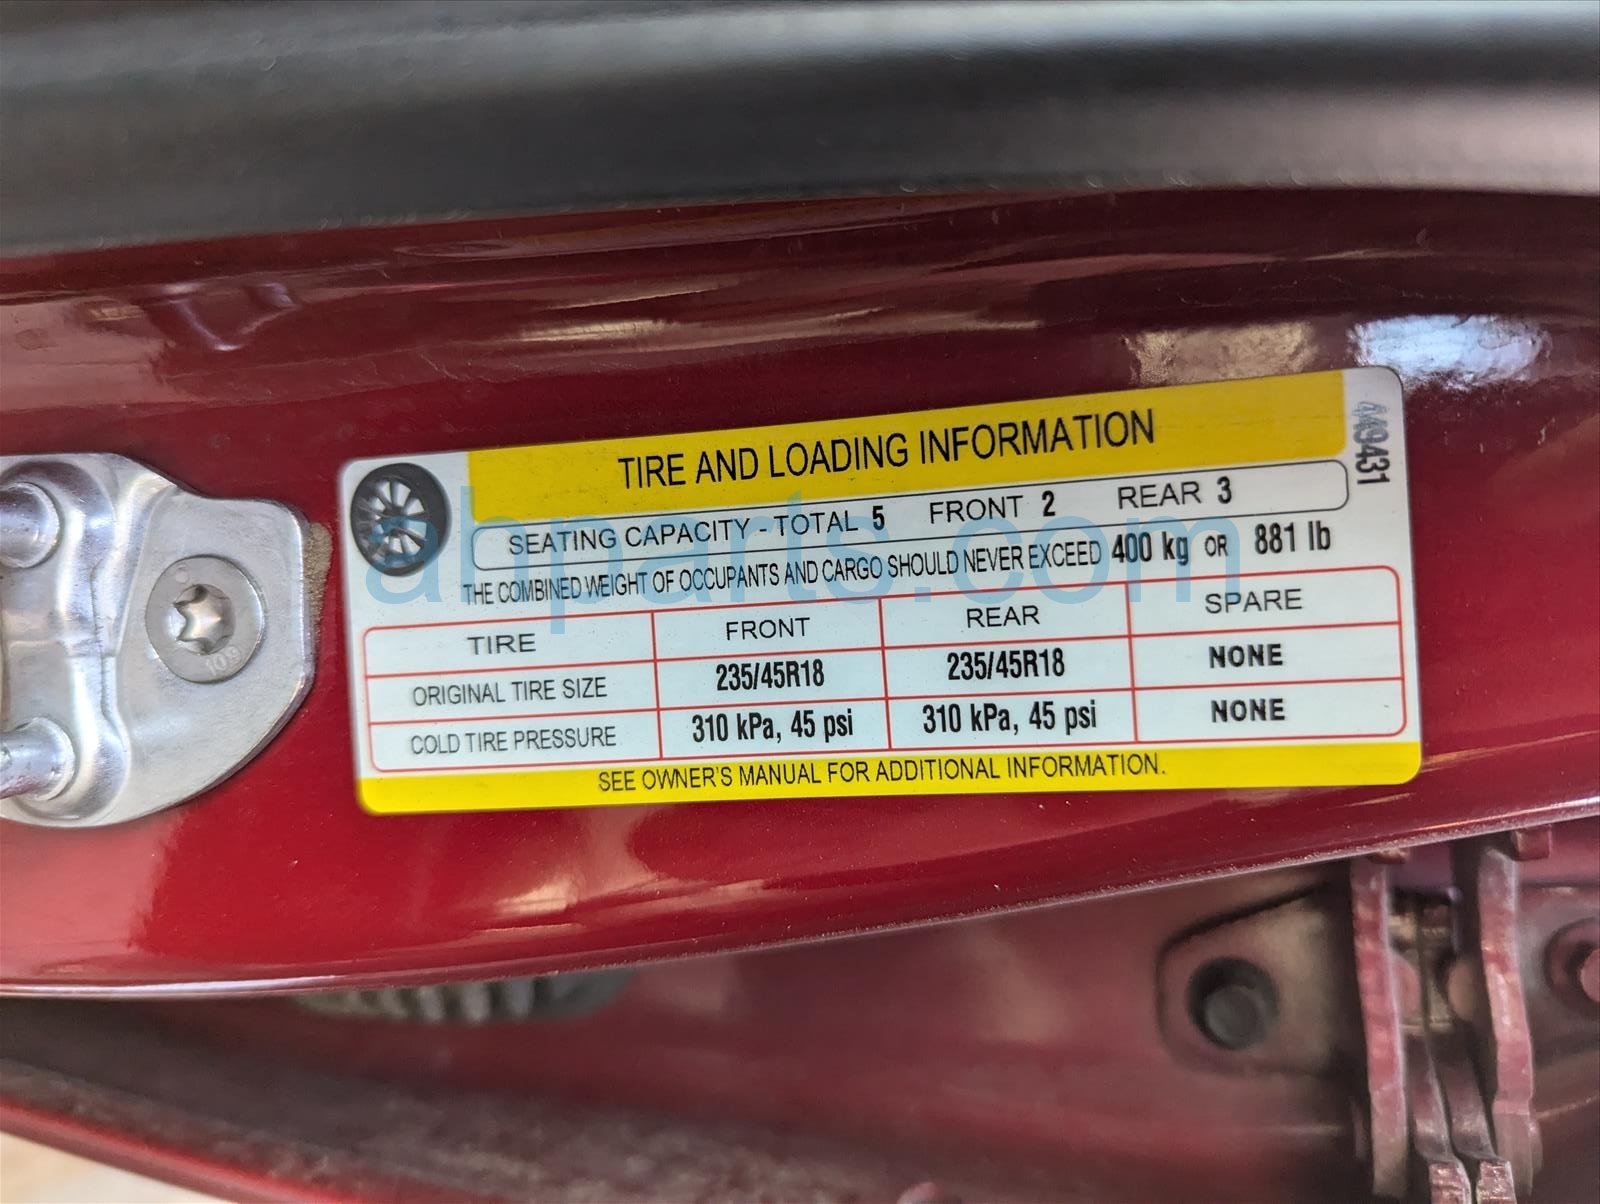 TIRE AND LOADING INFORMATION
449431
SEATING CAPACITY - TOTAL 5 FRONT 2 REAR 3
THE COMBINED WEIGHT OF OCCUPANTS AND CARGO SHOULD NEVER EXCEED 400 kg OR 881 lb
TIRE FRONT REAR SPARE
ORIGINAL TIRE SIZE 235/45R18 235/45R18 NONE
COLD TIRE PRESSURE 310 kPa, 45 psi 310 kPa, 45 psi NONE
SEE OWNER'S MANUAL FOR ADDITIONAL INFORMATION.
ahparts.com
10.9